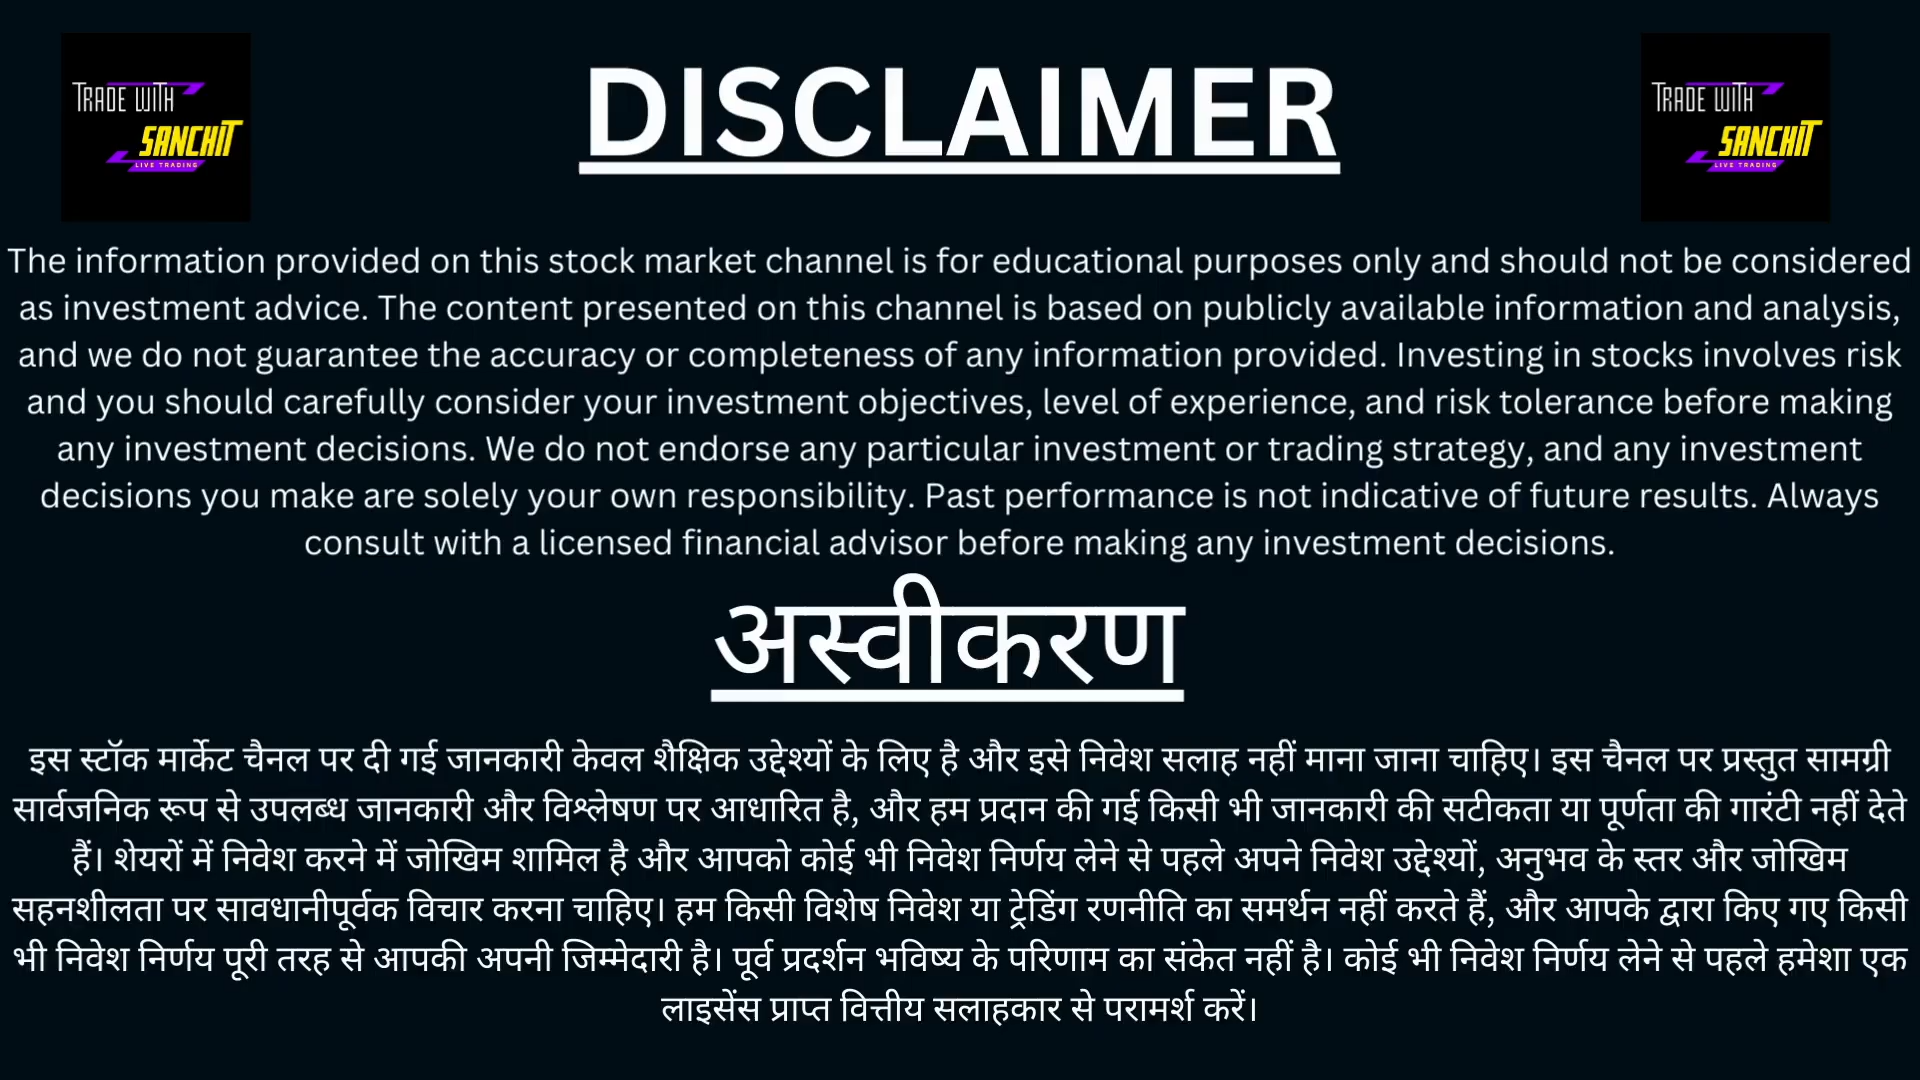 TRADE WITH
SANCHIT
LIVE TRADING
DISCLAIMER
TRADE WITH
SANCHIT
LIVE TRADING
The information provided on this stock market channel is for educational purposes only and should not be considered
as investment advice. The content presented on this channel is based on publicly available information and analysis,
and we do not guarantee the accuracy or completeness of any information provided. Investing in stocks involves risk
and you should carefully consider your investment objectives, level of experience, and risk tolerance before making
any investment decisions. We do not endorse any particular investment or trading strategy, and any investment
decisions you make are solely your own responsibility. Past performance is not indicative of future results. Always
consult with a licensed financial advisor before making any investment decisions.
अस्वीकरण
इस स्टॉक मार्केट चैनल पर दी गई जानकारी केवल शैक्षिक उद्देश्यों के लिए है और इसे निवेश सलाह नहीं माना जाना चाहिए। इस चैनल पर प्रस्तुत सामग्री
सार्वजनिक रूप से उपलब्ध जानकारी और विश्लेषण पर आधारित है, और हम प्रदान की गई किसी भी जानकारी की सटीकता या पूर्णता की गारंटी नहीं देते
हैं। शेयरों में निवेश करने में जोखिम शामिल है और आपको कोई भी निवेश निर्णय लेने से पहले अपने निवेश उद्देश्यों, अनुभव के स्तर और जोखिम
सहनशीलता पर सावधानीपूर्वक विचार करना चाहिए। हम किसी विशेष निवेश या ट्रेडिंग रणनीति का समर्थन नहीं करते हैं, और आपके द्वारा किए गए किसी
भी निवेश निर्णय पूरी तरह से आपकी अपनी जिम्मेदारी है। पूर्व प्रदर्शन भविष्य के परिणाम का संकेत नहीं है। कोई भी निवेश निर्णय लेने से पहले हमेशा एक
लाइसेंस प्राप्त वित्तीय सलाहकार से परामर्श करें।